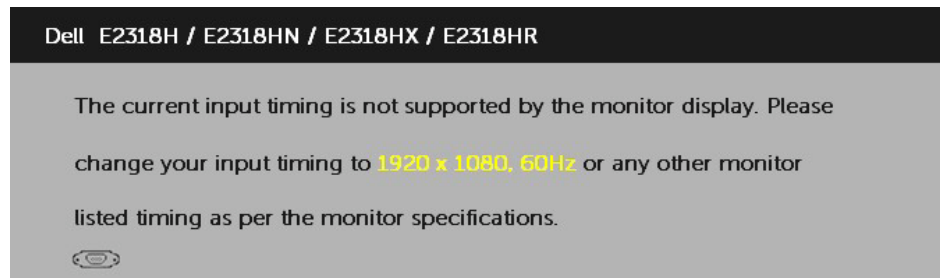 Dell E2318H / E2318HN / E2318HX / E2318HR
The current input timing is not supported by the monitor display. Please
change your input timing to 1920 x 1080, 60Hz or any other monitor
listed timing as per the monitor specifications.